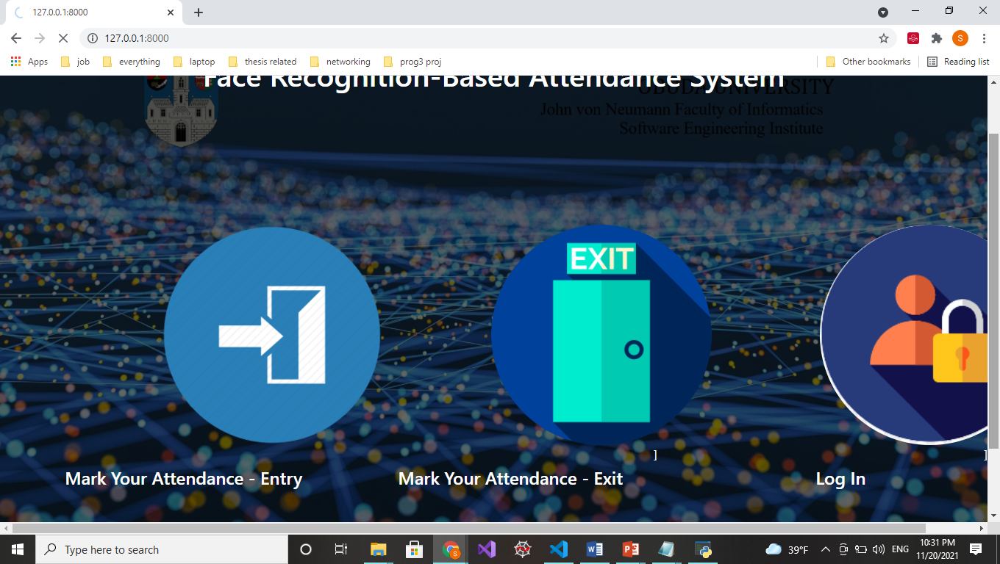 127.0.0.1:8000
127.0.0.1:8000
Apps job everything laptop thesis related networking prog3 proj Other bookmarks Reading list
Face Recognition-Based Attendance System
ÓBUDA UNIVERSITY
John von Neumann Faculty of Informatics
Software Engineering Institute
EXIT
] ]
Mark Your Attendance - Entry Mark Your Attendance - Exit Log In
Type here to search 39°F ENG 10:31 PM
11/20/2021